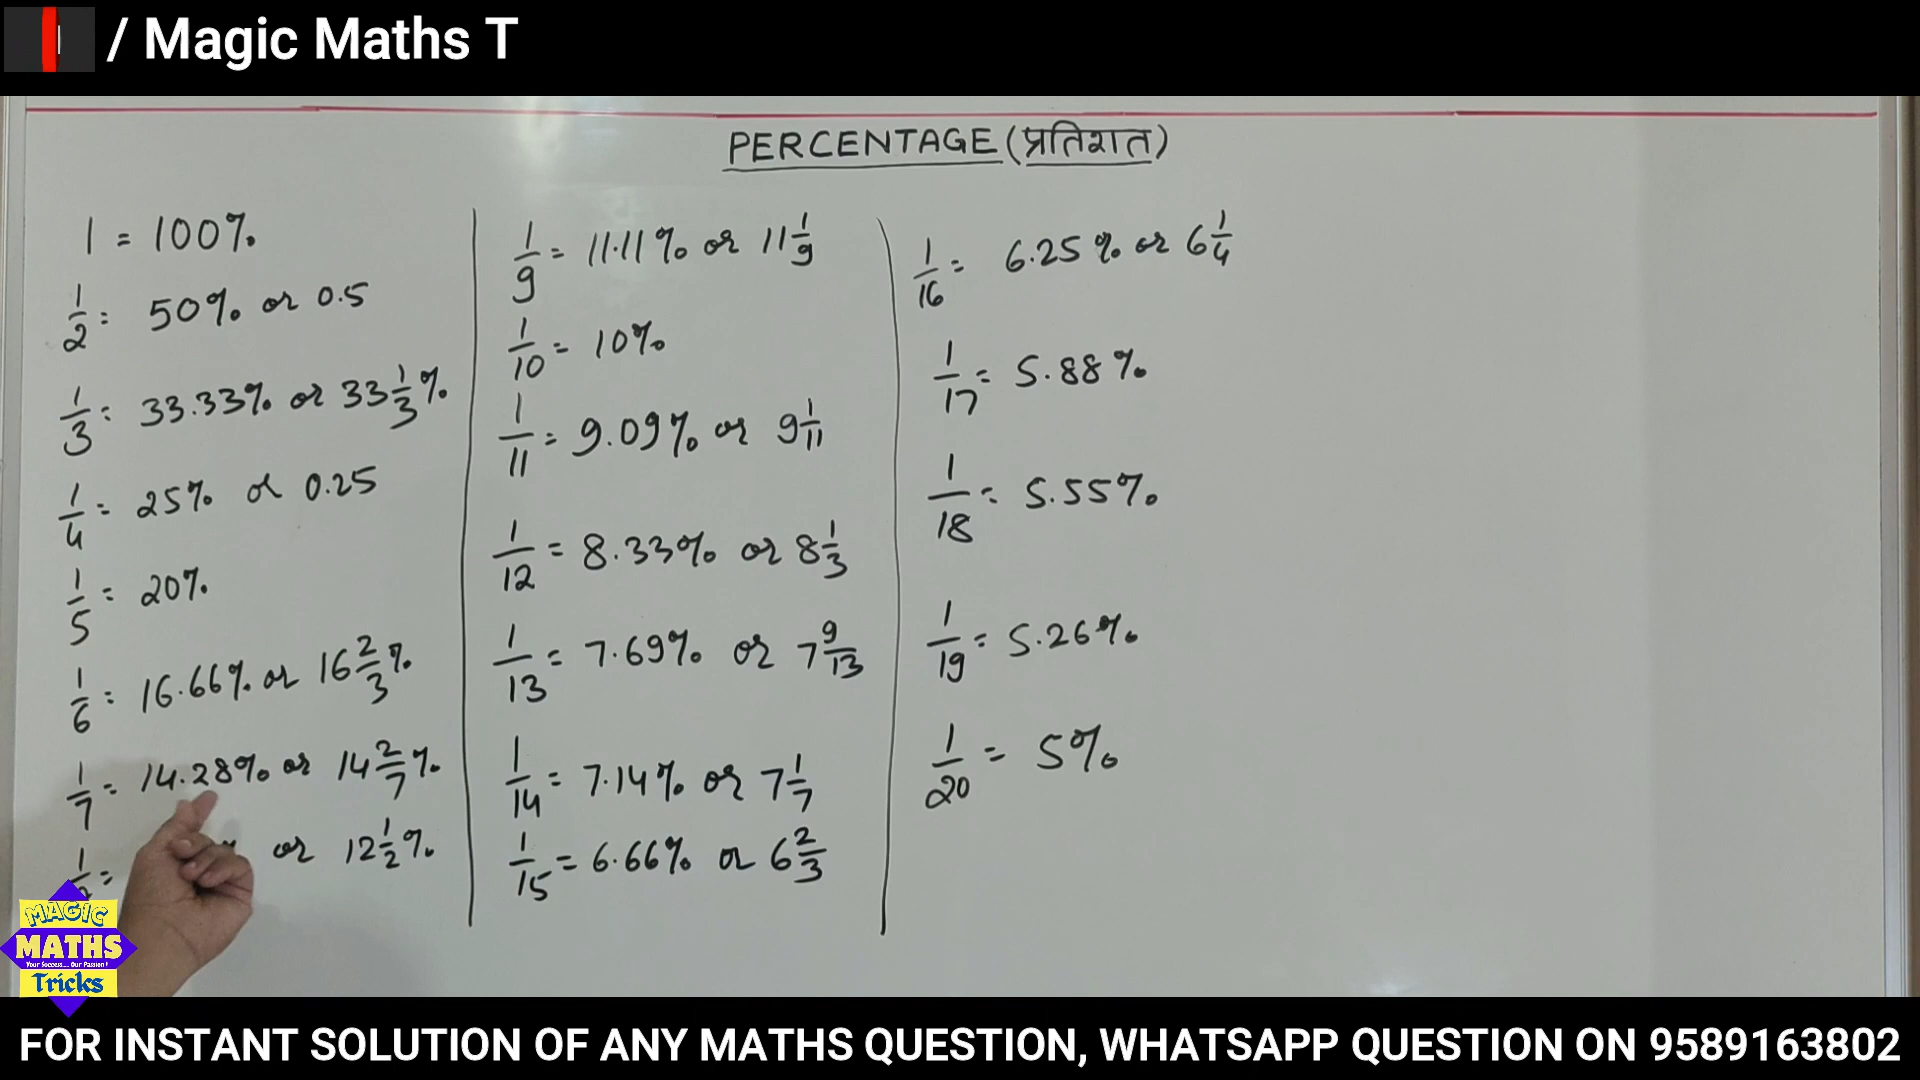 / Magic Maths T
PERCENTAGE (प्रतिशत)
1 = 100%
1/2 = 50% or 0.5
1/3 = 33.33% or 33 1/3 %
1/4 = 25% or 0.25
1/5 = 20%
1/6 = 16.66% or 16 2/3 %
1/7 = 14.28% or 14 2/7 %
or 12 1/2 %
1/9 = 11.11% or 11 1/9
1/10 = 10%
1/11 = 9.09% or 9 1/11
1/12 = 8.33% or 8 1/3
1/13 = 7.69% or 7 9/13
1/14 = 7.14% or 7 1/7
1/15 = 6.66% or 6 2/3
1/16 = 6.25% or 6 1/4
1/17 = 5.88%
1/18 = 5.55%
1/19 = 5.26%
1/20 = 5%
MAGIC
MATHS
Your Success.... Our Passion!
Tricks
FOR INSTANT SOLUTION OF ANY MATHS QUESTION, WHATSAPP QUESTION ON 9589163802